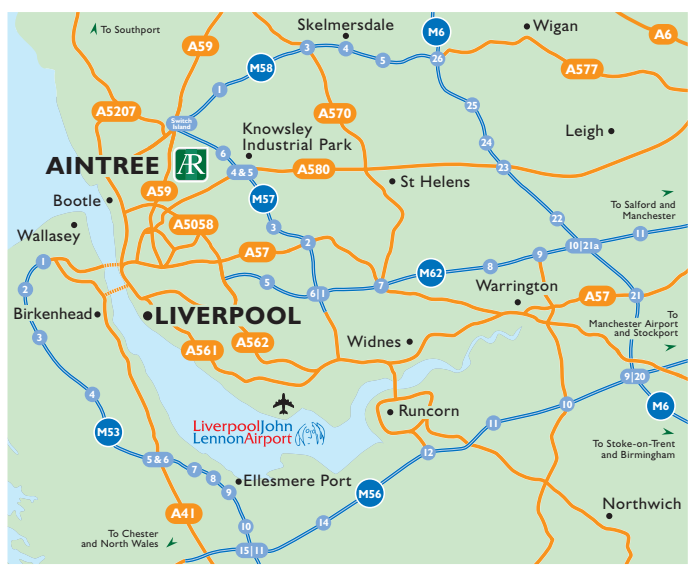 To Southport
Skelmersdale
M6
Wigan
A6
A59
M58
3
4
5
26
A577
1
A5207
A570
25
Switch
Island
Knowsley
Industrial Park
24
Leigh
6
AINTREE
AR
4 & 5
A580
23
A59
M57
St Helens
Bootle
To Salford and
Manchester
A5058
3
22
Wallasey
2
A57
10
21a
11
1
M62
8
9
2
5
6
1
7
Warrington
A57
21
Birkenhead
LIVERPOOL
To
Manchester Airport
and Stockport
3
A562
Widnes
A561
9
20
4
LiverpoolJohn
LennonAirport
Runcorn
10
M6
M53
11
To Stoke-on-Trent
and Birmingham
12
5 & 6
7
8
9
Ellesmere Port
M56
A41
Northwich
10
14
To Chester
and North Wales
15
11